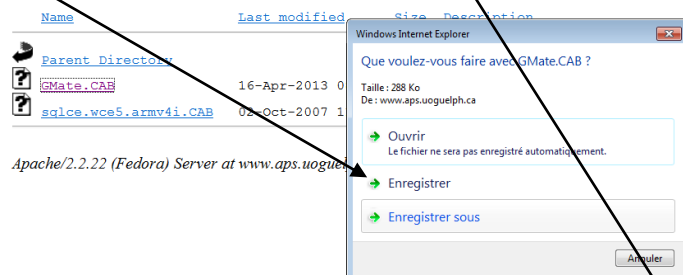 Name Last modified Size Description
Parent Directory
GMate.CAB 16-Apr-2013 0
sqlce.wce5.armv4i.CAB 02-Oct-2007 1
Apache/2.2.22 (Fedora) Server at www.aps.uoguel
Windows Internet Explorer
Que voulez-vous faire avec GMate.CAB ?
Taille : 288 Ko
De : www.aps.uoguelph.ca
Ouvrir
Le fichier ne sera pas enregistré automatiquement.
Enregistrer
Enregistrer sous
Annuler